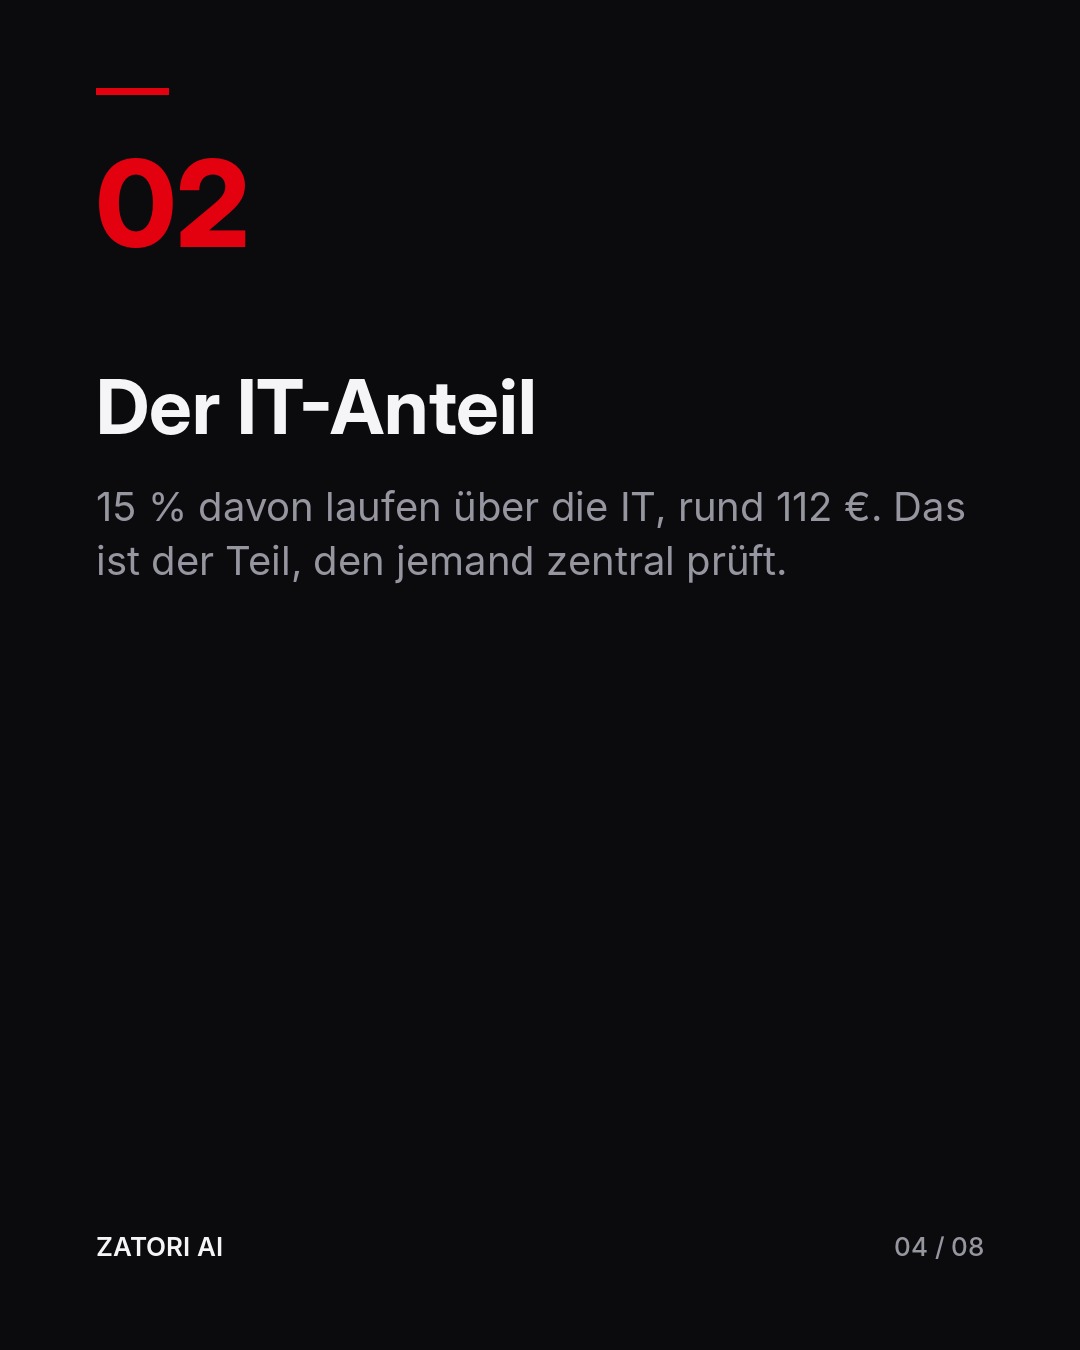 02
Der IT-Anteil
15 % davon laufen über die IT, rund 112 €. Das
ist der Teil, den jemand zentral prüft.
ZATORI AI
04 / 08